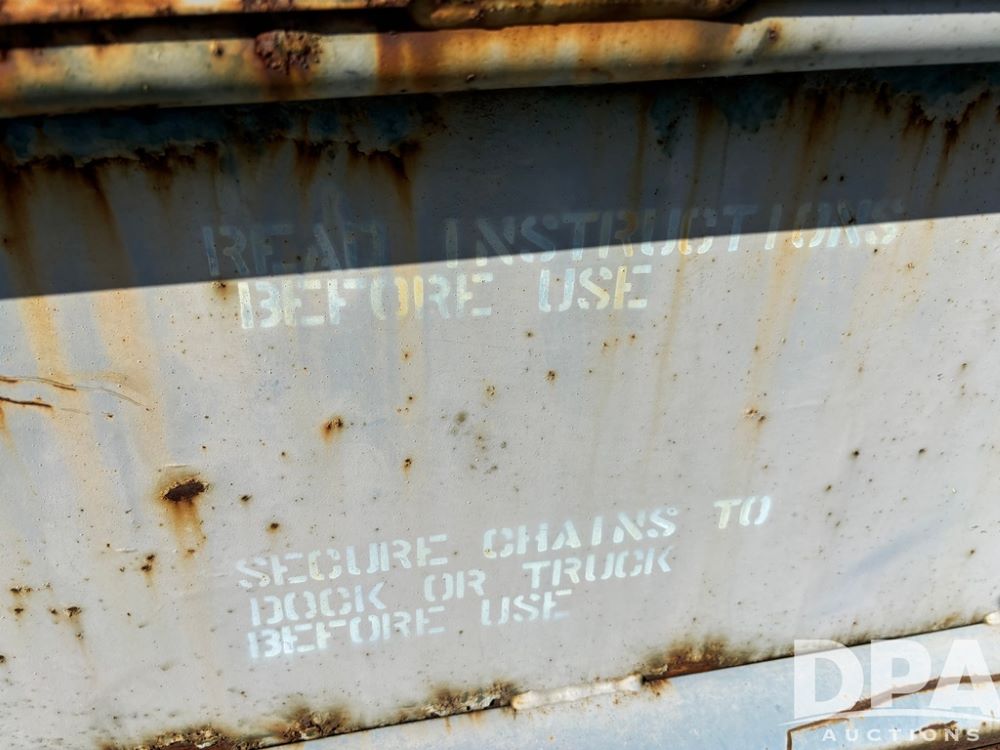 READ INSTRUCTIONS
BEFORE USE
SECURE CHAINS TO
DOCK OR TRUCK
BEFORE USE
DPA
AUCTIONS